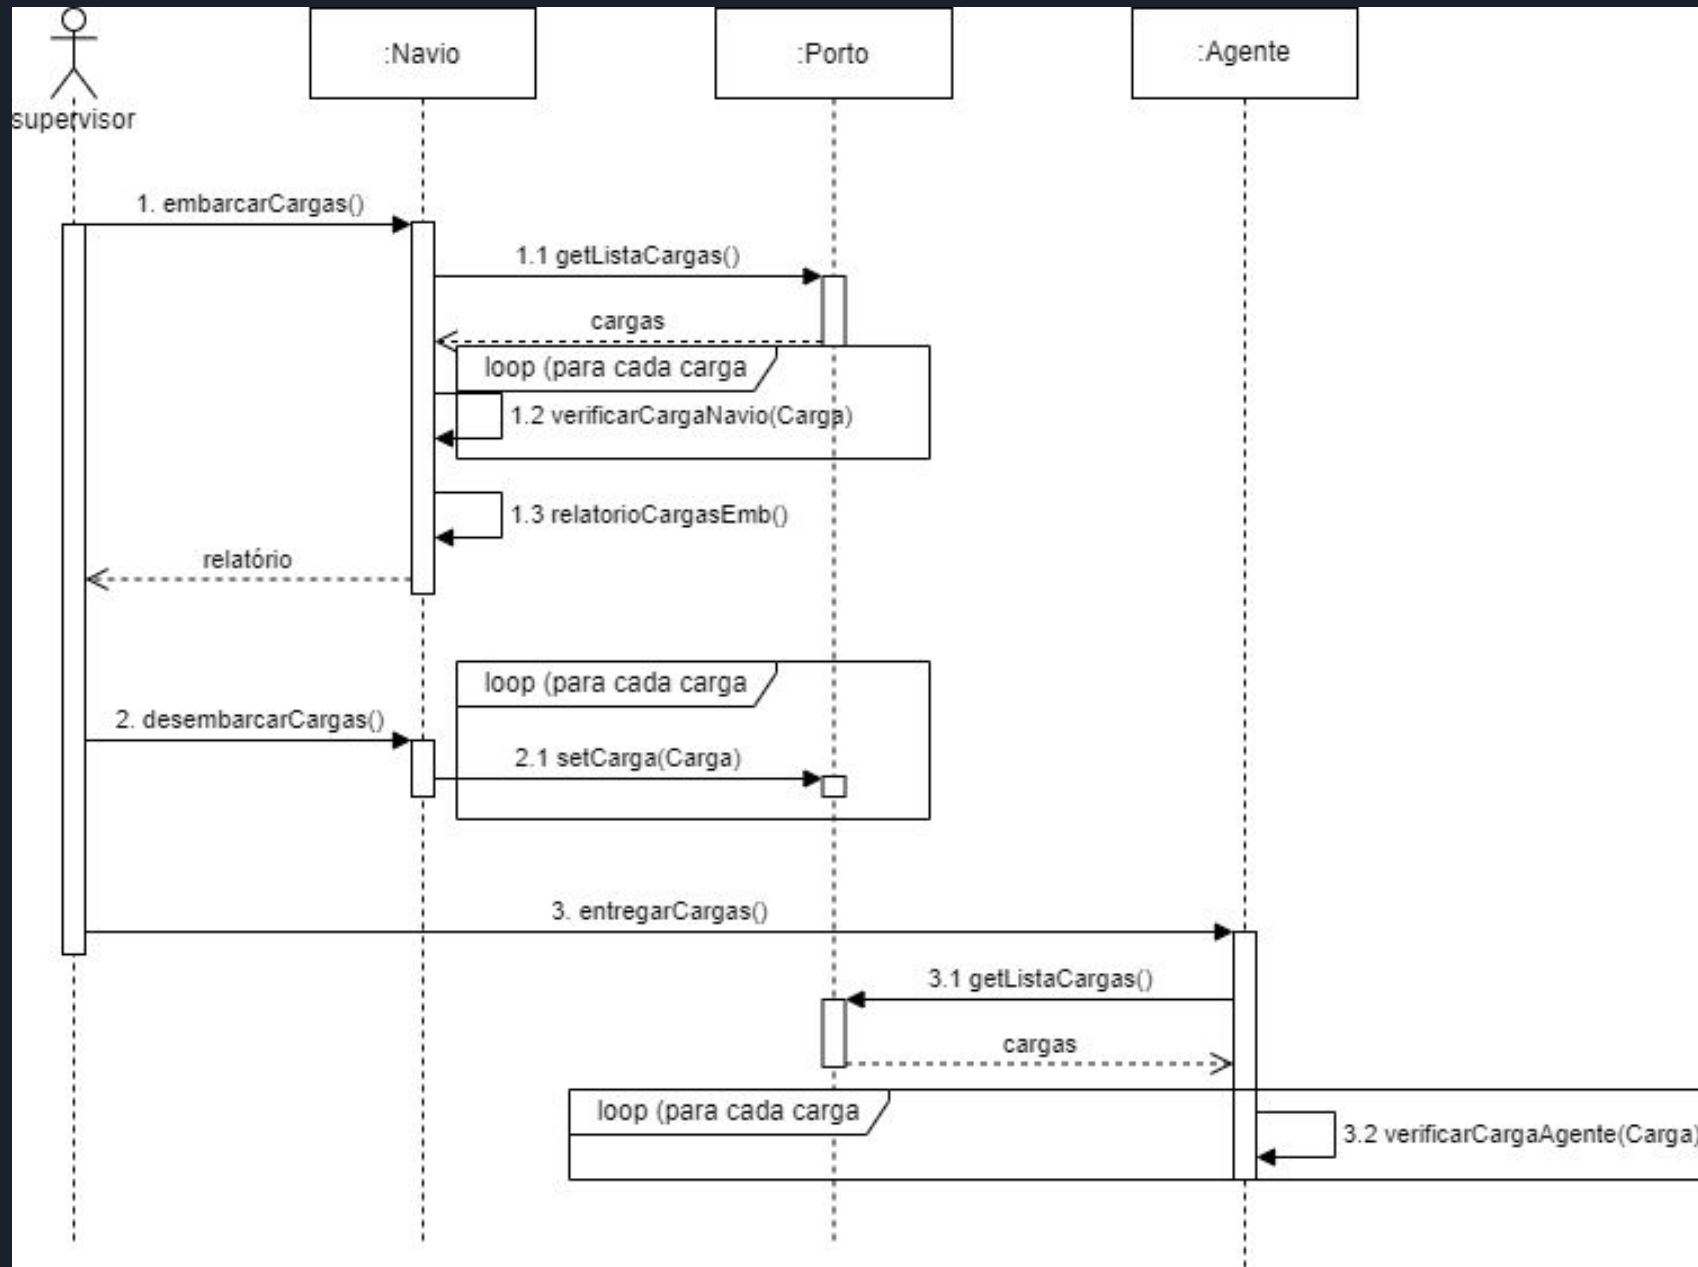 :Navio
:Porto
:Agente
supervisor
1. embarcarCargas()
1.1 getListaCargas()
cargas
loop (para cada carga
1.2 verificarCargaNavio(Carga)
1.3 relatorioCargasEmb()
relatório
loop (para cada carga
2. desembarcarCargas()
2.1 setCarga(Carga)
3. entregarCargas()
3.1 getListaCargas()
cargas
loop (para cada carga
3.2 verificarCargaAgente(Carga)